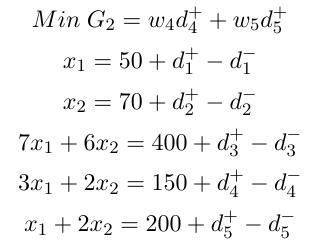 Min G₂ = w₄d₄⁺ + w₅d₅⁺
x₁ = 50 + d₁⁺ − d₁⁻
x₂ = 70 + d₂⁺ − d₂⁻
7x₁ + 6x₂ = 400 + d₃⁺ − d₃⁻
3x₁ + 2x₂ = 150 + d₄⁺ − d₄⁻
x₁ + 2x₂ = 200 + d₅⁺ − d₅⁻